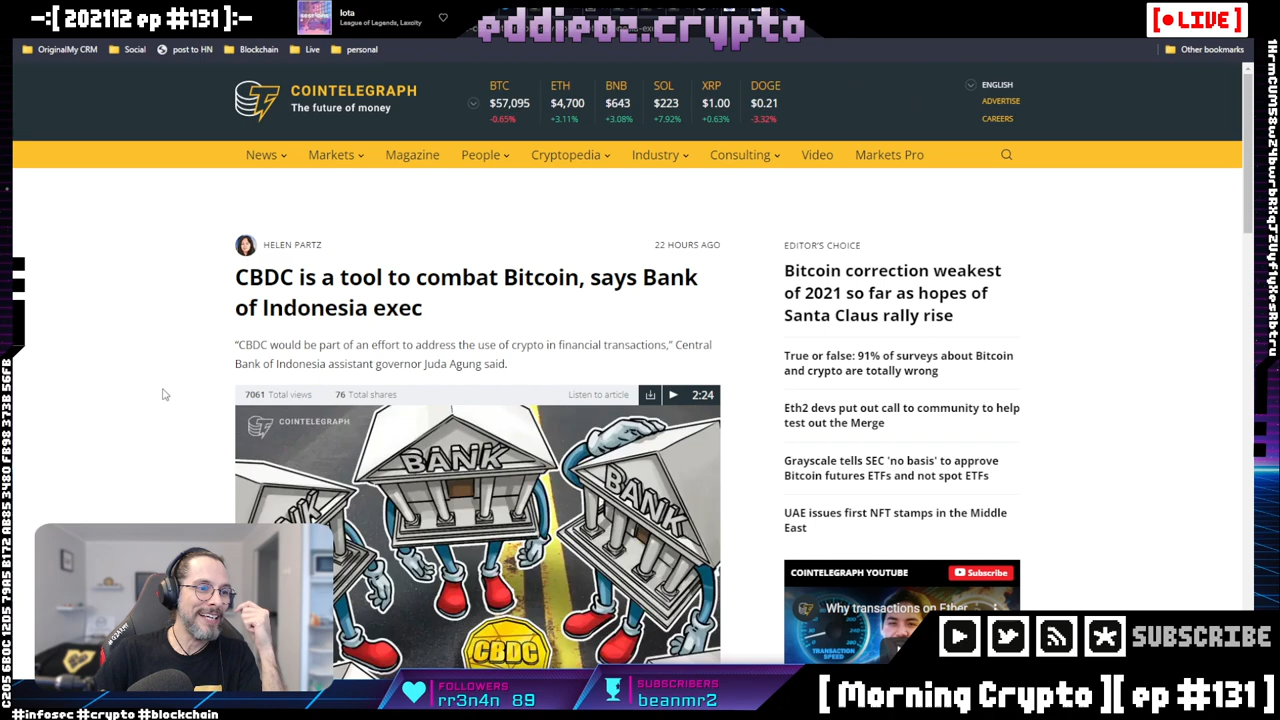 -:[ 202112 ep #131]:-
Iota
League of Legends, Laxcity
eddieoz.crypto
[•LIVE]
OriginalMy CRM
Social
post to HN
Blockchain
Live
personal
Other bookmarks
COINTELEGRAPH
The future of money
BTC
$57,095
-0.65%
ETH
$4,700
+3.11%
BNB
$643
+3.08%
SOL
$223
+7.92%
XRP
$1.00
+0.63%
DOGE
$0.21
-3.32%
ENGLISH
ADVERTISE
CAREERS
News
Markets
Magazine
People
Cryptopedia
Industry
Consulting
Video
Markets Pro
HELEN PARTZ
22 HOURS AGO
CBDC is a tool to combat Bitcoin, says Bank
of Indonesia exec
“CBDC would be part of an effort to address the use of crypto in financial transactions,” Central
Bank of Indonesia assistant governor Juda Agung said.
7061 Total views
76 Total shares
Listen to article
2:24
COINTELEGRAPH
BANK
BANK
CBDC
EDITOR'S CHOICE
Bitcoin correction weakest
of 2021 so far as hopes of
Santa Claus rally rise
True or false: 91% of surveys about Bitcoin
and crypto are totally wrong
Eth2 devs put out call to community to help
test out the Merge
Grayscale tells SEC 'no basis' to approve
Bitcoin futures ETFs and not spot ETFs
UAE issues first NFT stamps in the Middle
East
COINTELEGRAPH YOUTUBE
Subscribe
Why transactions on Ether
TRANSACTION
SPEED
SUBSCRIBE
FOLLOWERS
rr3n4n 89
SUBSCRIBERS
beanmr2
[ Morning Crypto ][ ep #131 ]
#infosec #crypto #blockchain